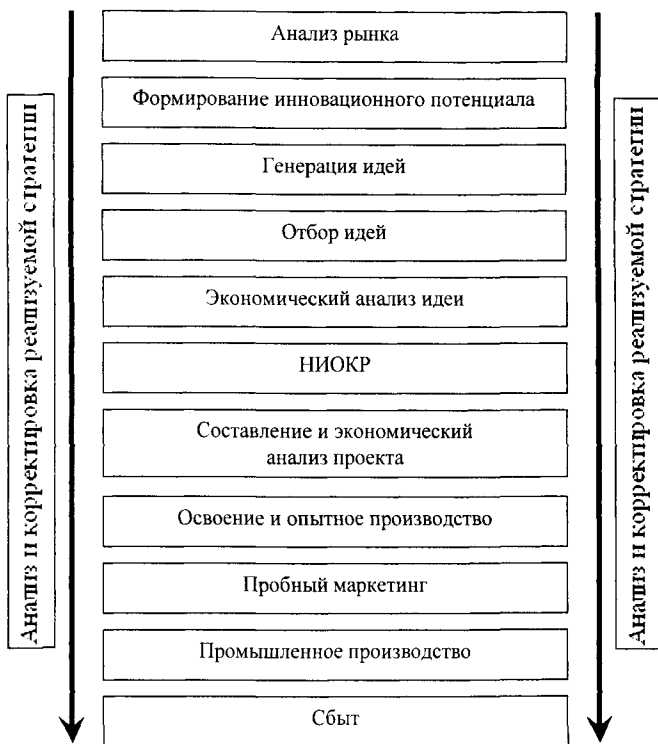 Анализ рынка
Формирование инновационного потенциала
Генерация идей
Отбор идей
Экономический анализ идеи
НИОКР
Составление и экономический
анализ проекта
Освоение и опытное производство
Пробный маркетинг
Промышленное производство
Сбыт
Анализ и корректировка реализуемой стратегии
Анализ и корректировка реализуемой стратегии